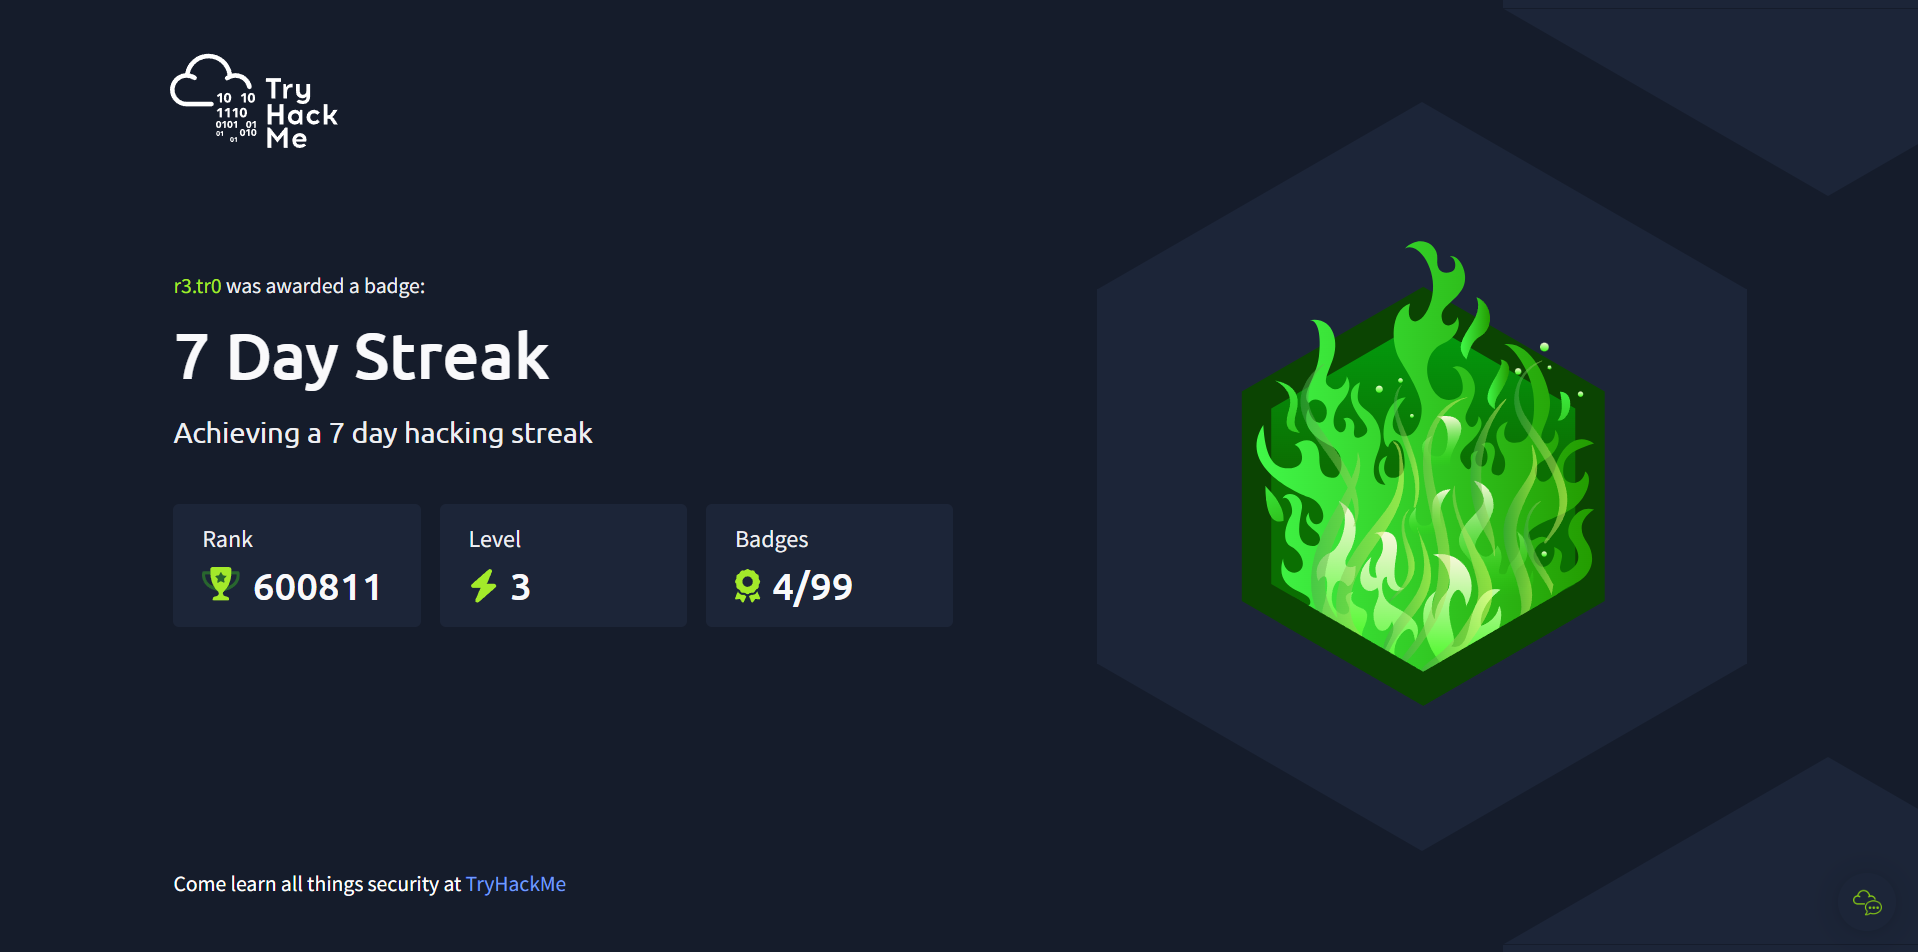 10 10
1110
0101 01
01 010
01
Try
Hack
Me
r3.tr0 was awarded a badge:
7 Day Streak
Achieving a 7 day hacking streak
Rank
600811
Level
3
Badges
4/99
Come learn all things security at TryHackMe